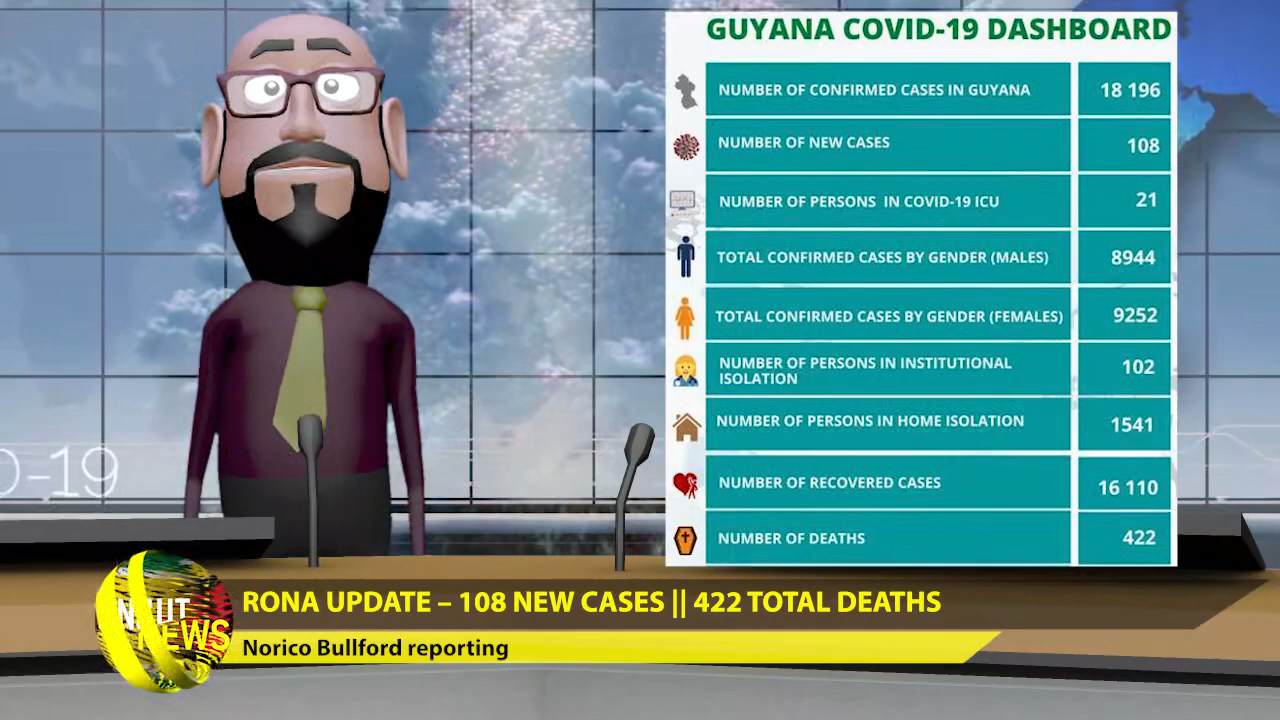 GUYANA COVID-19 DASHBOARD
NUMBER OF CONFIRMED CASES IN GUYANA 18 196
NUMBER OF NEW CASES 108
NUMBER OF PERSONS IN COVID-19 ICU 21
TOTAL CONFIRMED CASES BY GENDER (MALES) 8944
TOTAL CONFIRMED CASES BY GENDER (FEMALES) 9252
NUMBER OF PERSONS IN INSTITUTIONAL
ISOLATION 102
NUMBER OF PERSONS IN HOME ISOLATION 1541
NUMBER OF RECOVERED CASES 16 110
NUMBER OF DEATHS 422
D-19
NEWS
RONA UPDATE – 108 NEW CASES || 422 TOTAL DEATHS
Norico Bullford reporting